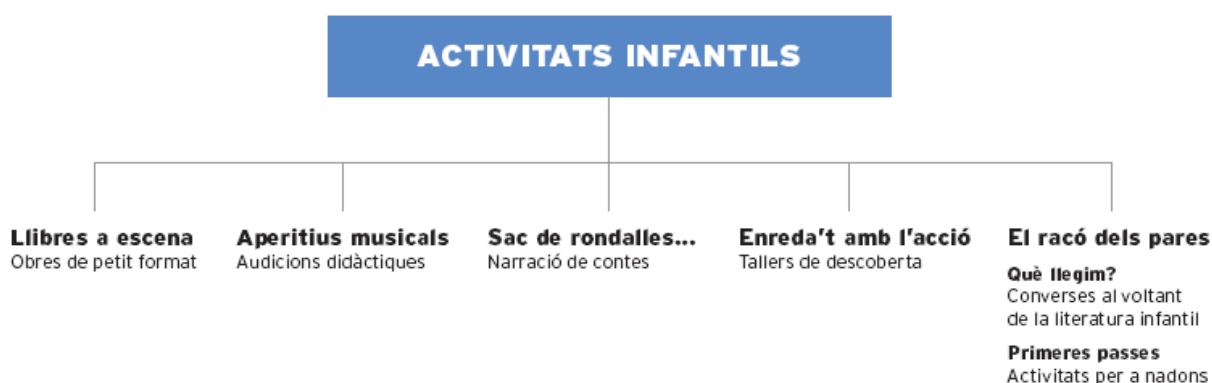 ACTIVITATS INFANTILS
Llibres a escena
Obres de petit format
Aperitius musicals
Audicions didàctiques
Sac de rondalles...
Narració de contes
Enreda't amb l'acció
Tallers de descoberta
El racó dels pares
Què llegim?
Converses al voltant
de la literatura infantil
Primeres passes
Activitats per a nadons